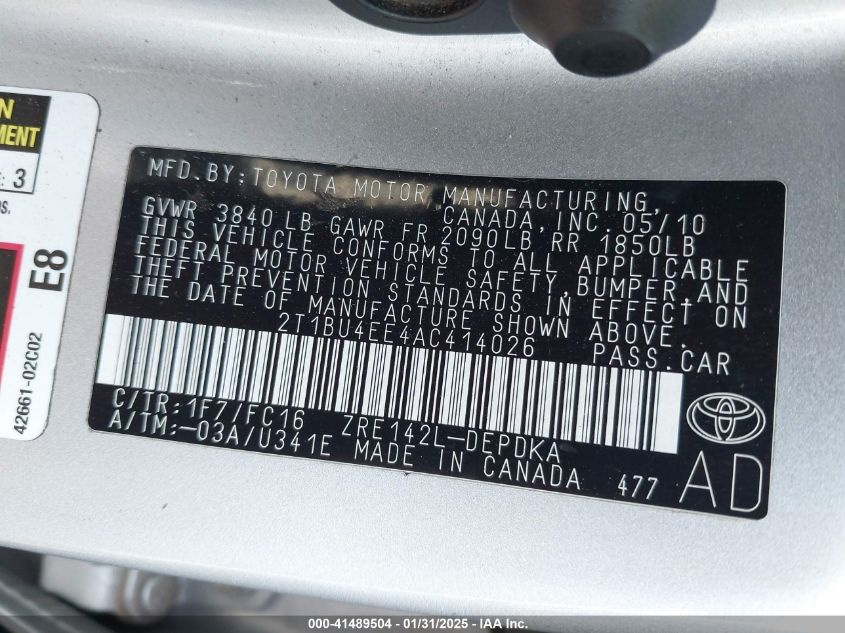 N
MENT
: 3
OS.
E8
42661-02C02
MFD.BY:TOYOTA MOTOR MANUFACTURING,
CANADA, INC. 05/10
GVWR 3840 LB GAWR FR 2090LB, RR 1850LB
THIS VEHICLE CONFORMS TO ALL APPLICABLE
FEDERAL MOTOR VEHICLE SAFETY, BUMPER, AND
THEFT PREVENTION STANDARDS IN EFFECT ON
THE DATE OF MANUFACTURE SHOWN ABOVE.
2T1BU4EE4AC414026 PASS.CAR
C/TR:1F7/FC16 ZRE142L-DEPDKA
A/TM:-03A/U341E MADE IN CANADA 477
AD
000-41489504 - 01/31/2025 - IAA Inc.